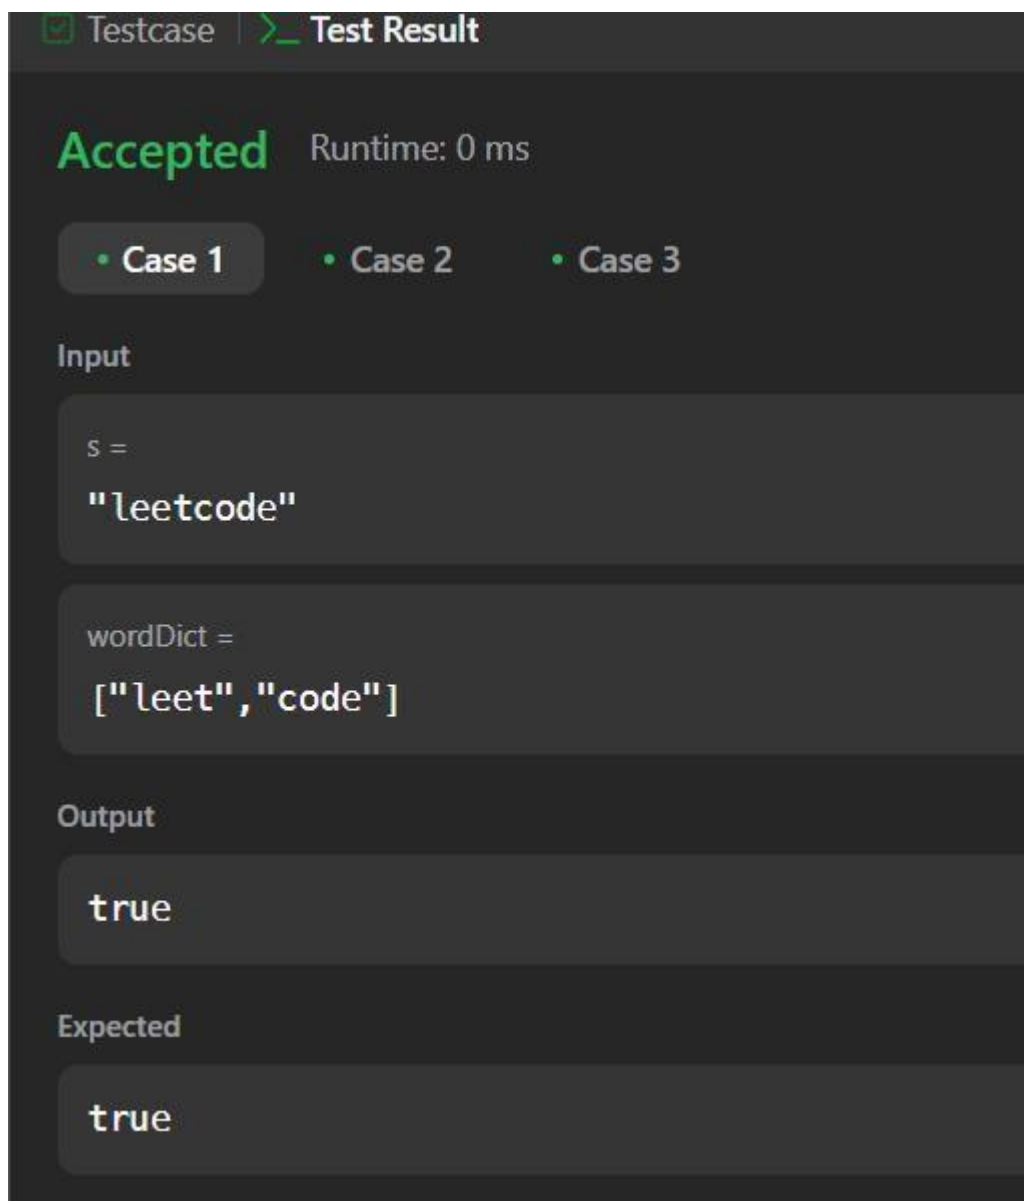 Testcase | >_ Test Result
Accepted Runtime: 0 ms
• Case 1 • Case 2 • Case 3
Input
s =
"leetcode"
wordDict =
["leet","code"]
Output
true
Expected
true